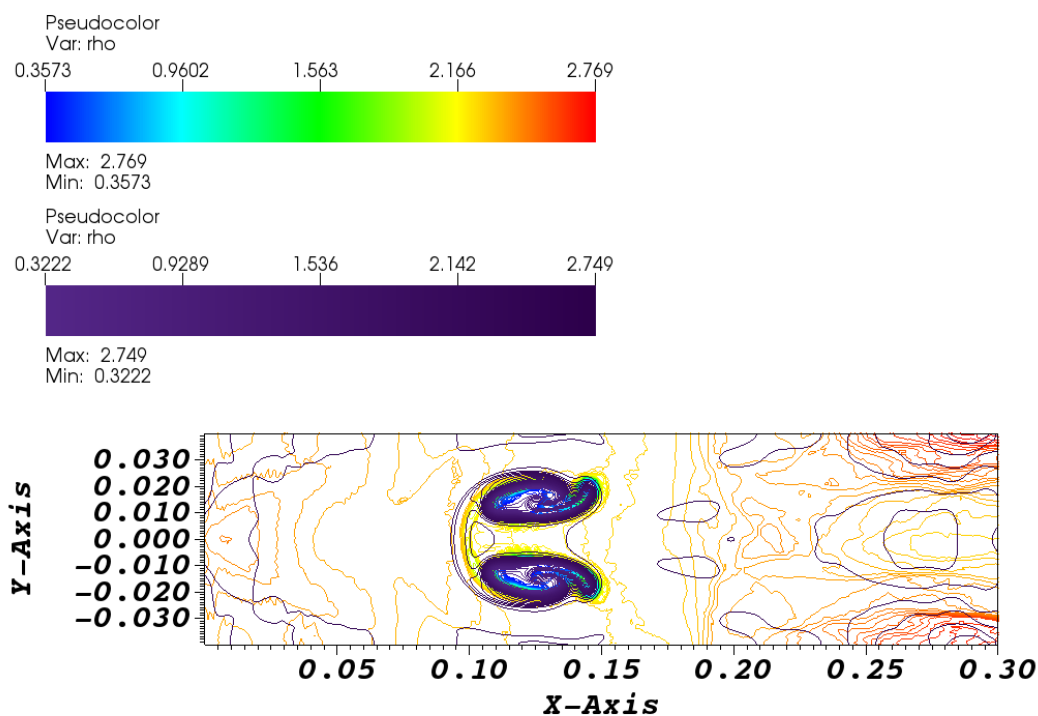 Pseudocolor
Var: rho
0.3573 0.9602 1.563 2.166 2.769
Max: 2.769
Min: 0.3573
Pseudocolor
Var: rho
0.3222 0.9289 1.536 2.142 2.749
Max: 2.749
Min: 0.3222
0.030
0.020
0.010
0.000
-0.010
-0.020
-0.030
Y-Axis
0.05 0.10 0.15 0.20 0.25 0.30
X-Axis